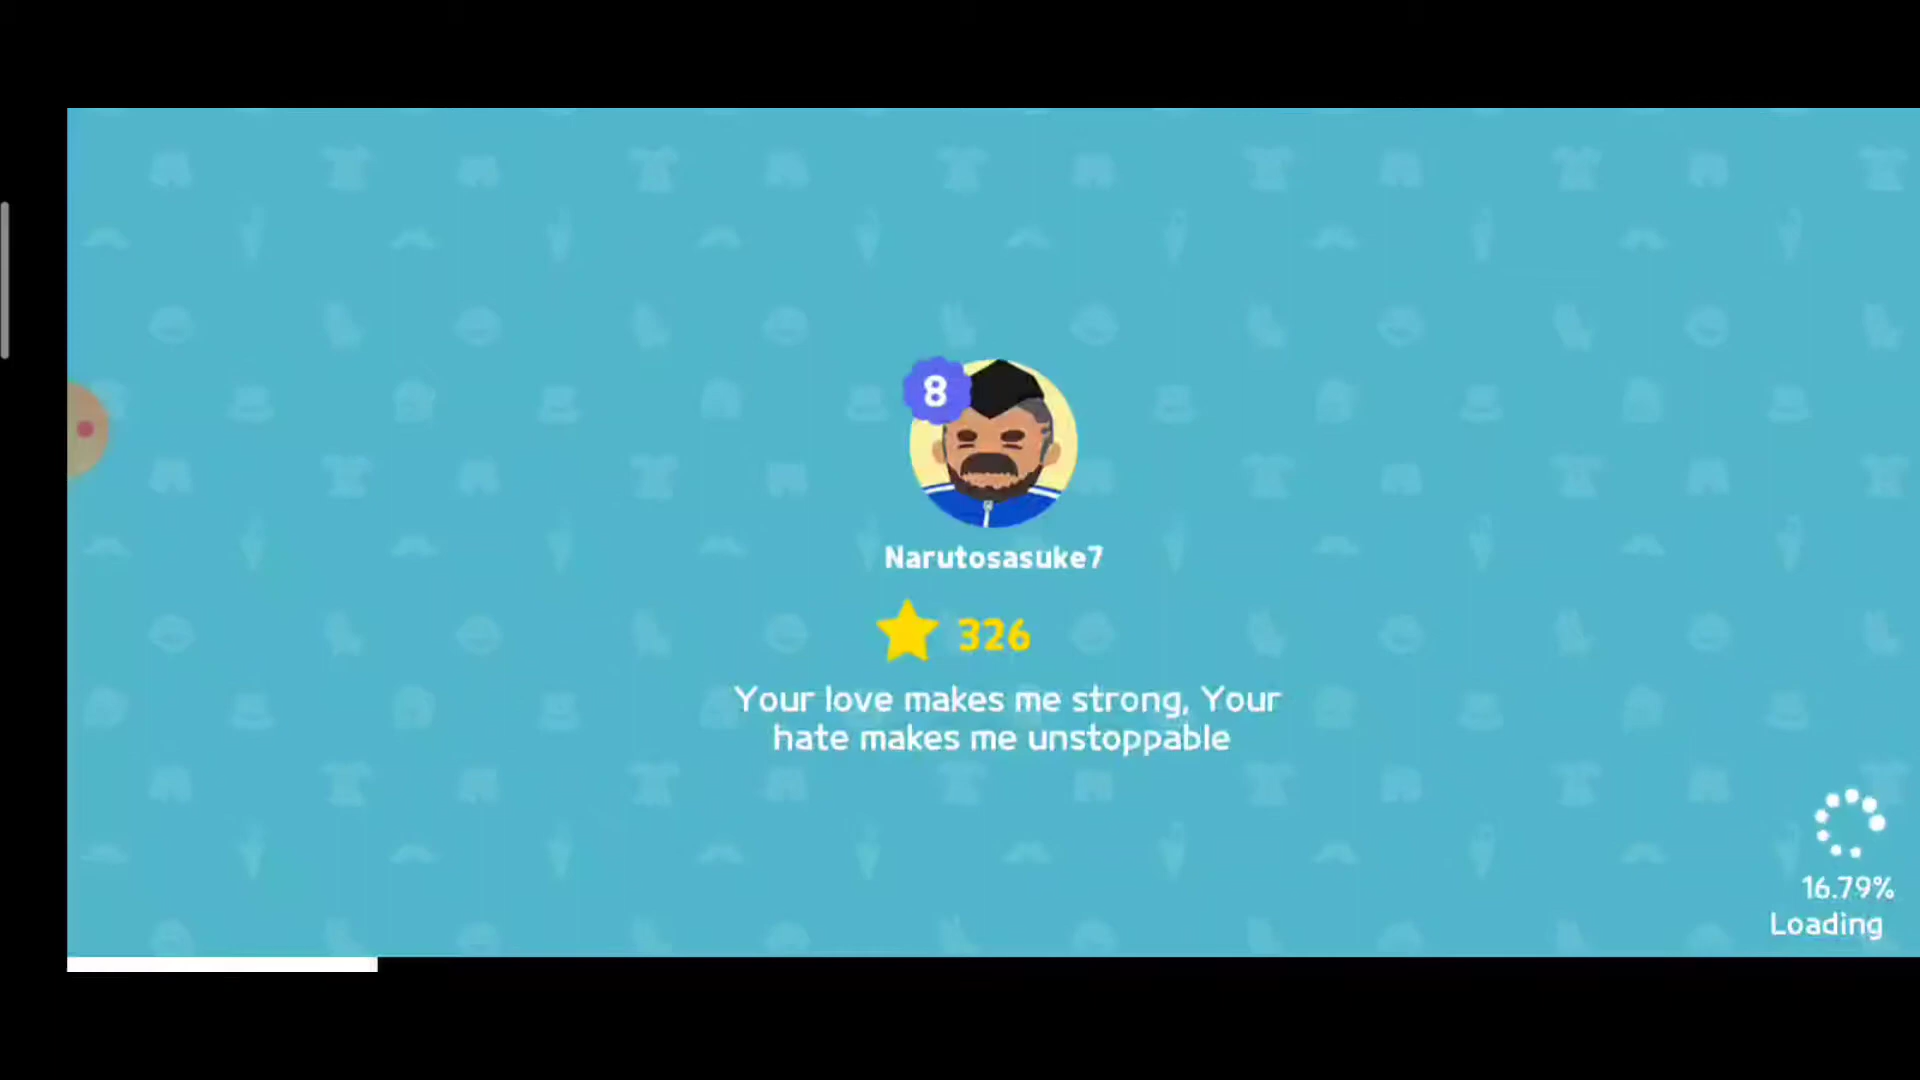 8
Narutosasuke7
326
Your love makes me strong, Your
hate makes me unstoppable
16.79%
Loading